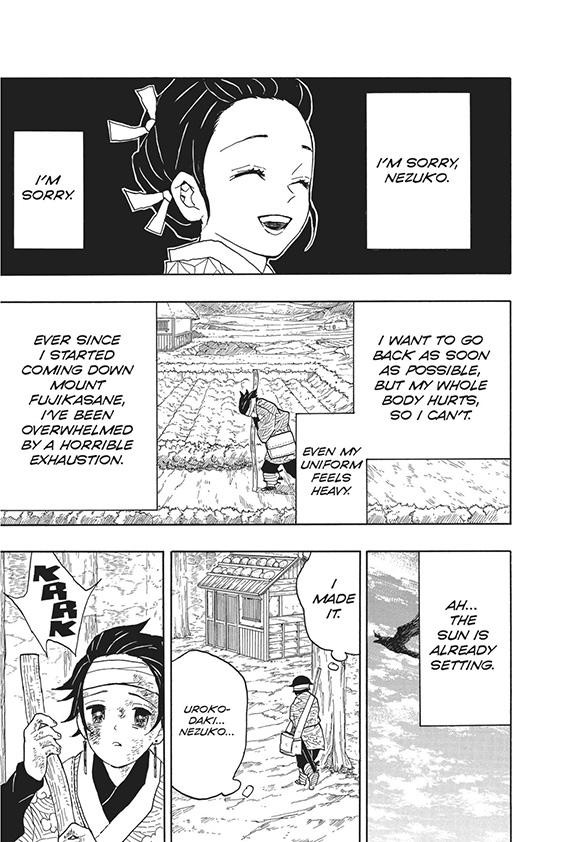 I'M SORRY,
NEZUKO.
I'M
SORRY.
I WANT TO GO
BACK AS SOON
AS POSSIBLE,
BUT MY WHOLE
BODY HURTS,
SO I CAN'T.
EVEN MY
UNIFORM
FEELS
HEAVY.
EVER SINCE
I STARTED
COMING DOWN
MOUNT
FUJIKASANE,
I'VE BEEN
OVERWHELMED
BY A HORRIBLE
EXHAUSTION.
AH...
THE
SUN IS
ALREADY
SETTING.
I
MADE
IT.
UROKO-
DAKI...
NEZUKO...
KRRK